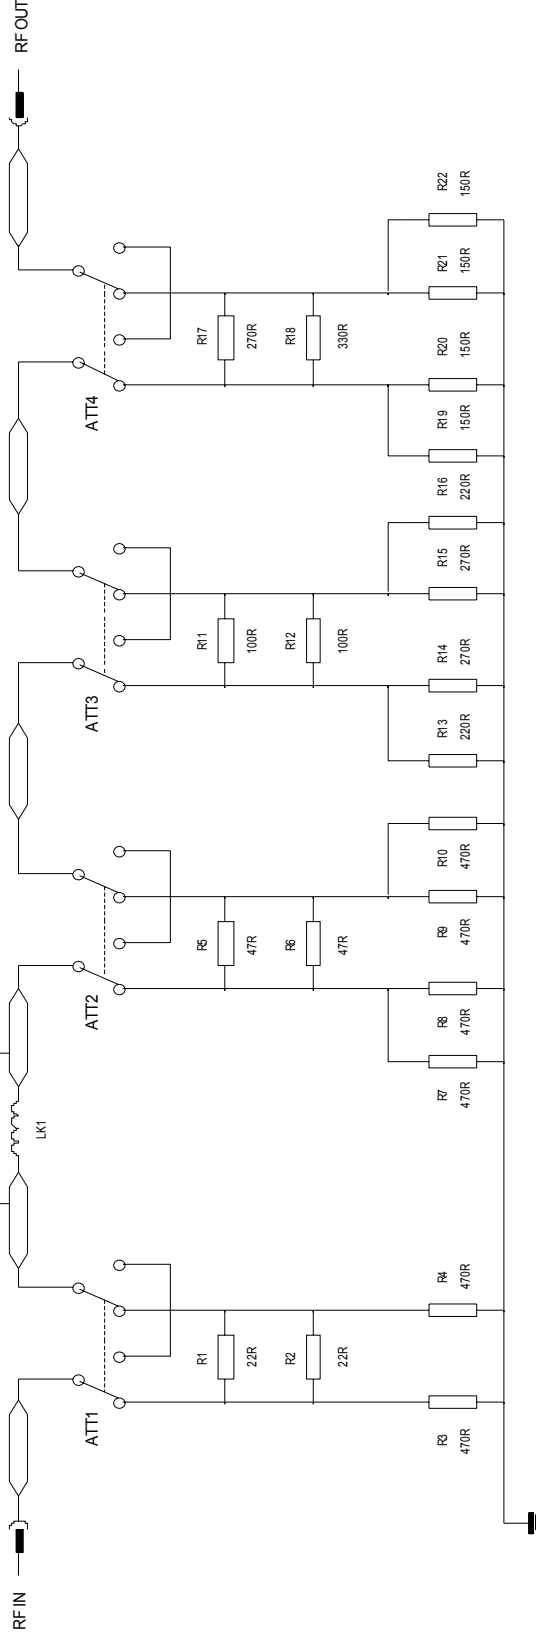 RF IN
RF OUT
ATT1
ATT2
ATT3
ATT4
LK1
R1
22R
R2
22R
R3
470R
R4
470R
R5
47R
R6
47R
R7
470R
R8
470R
R9
470R
R10
470R
R11
100R
R12
100R
R13
220R
R14
270R
R15
270R
R16
220R
R17
270R
R18
330R
R19
150R
R20
150R
R21
150R
R22
150R